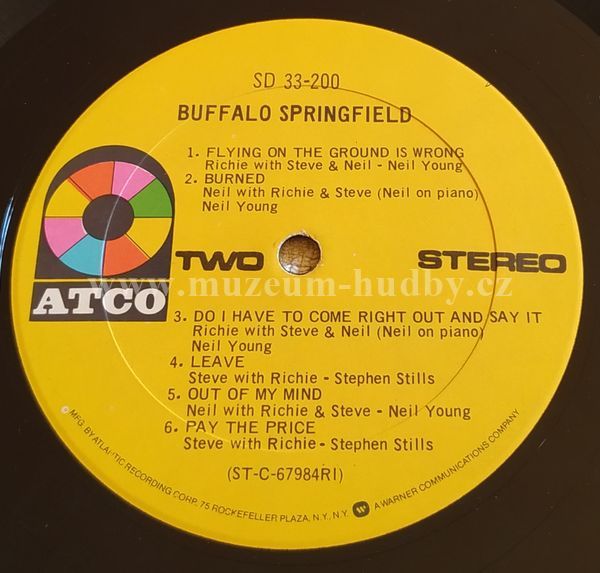 SD 33-200
BUFFALO SPRINGFIELD
1. FLYING ON THE GROUND IS WRONG
Richie with Steve & Neil - Neil Young
2. BURNED
Neil with Richie & Steve (Neil on piano)
Neil Young
TWO
STEREO
ATCO
www.muzeum-hudby.cz
3. DO I HAVE TO COME RIGHT OUT AND SAY IT
Richie with Steve & Neil (Neil on piano)
Neil Young
4. LEAVE
Steve with Richie - Stephen Stills
5. OUT OF MY MIND
Neil with Richie & Steve - Neil Young
6. PAY THE PRICE
Steve with Richie - Stephen Stills
(ST-C-67984RI)
MFG. BY ATLANTIC RECORDING CORP. 75 ROCKEFELLER PLAZA, N.Y., N.Y. A WARNER COMMUNICATIONS COMPANY